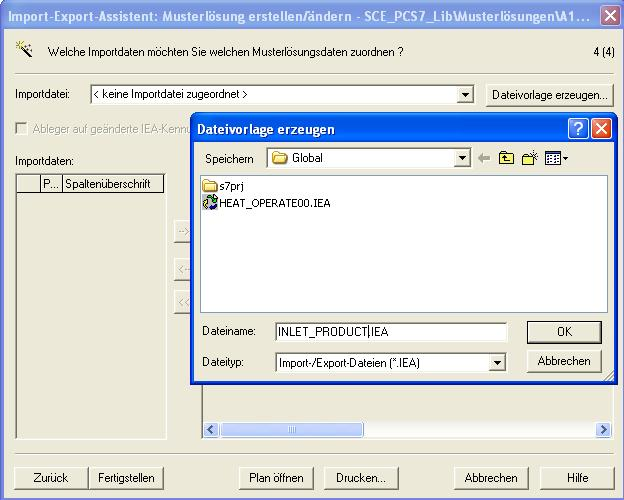 Import-Export-Assistent: Musterlösung erstellen/ändern - SCE_PCS7_Lib\Musterlösungen\A1...
Welche Importdaten möchten Sie welchen Musterlösungsdaten zuordnen ?
4 (4)
Importdatei:
< keine Importdatei zugeordnet >
Dateivorlage erzeugen...
Ableger auf geänderte IEA-Kennu
Importdaten:
P...
Spaltenüberschrift
-->
<--
<<
Dateivorlage erzeugen
Speichern
Global
s7prj
HEAT_OPERATE00.IEA
Dateiname:
INLET_PRODUCT.IEA
OK
Dateityp:
Import-/Export-Dateien (*.IEA)
Abbrechen
Zurück
Fertigstellen
Plan öffnen
Drucken...
Abbrechen
Hilfe